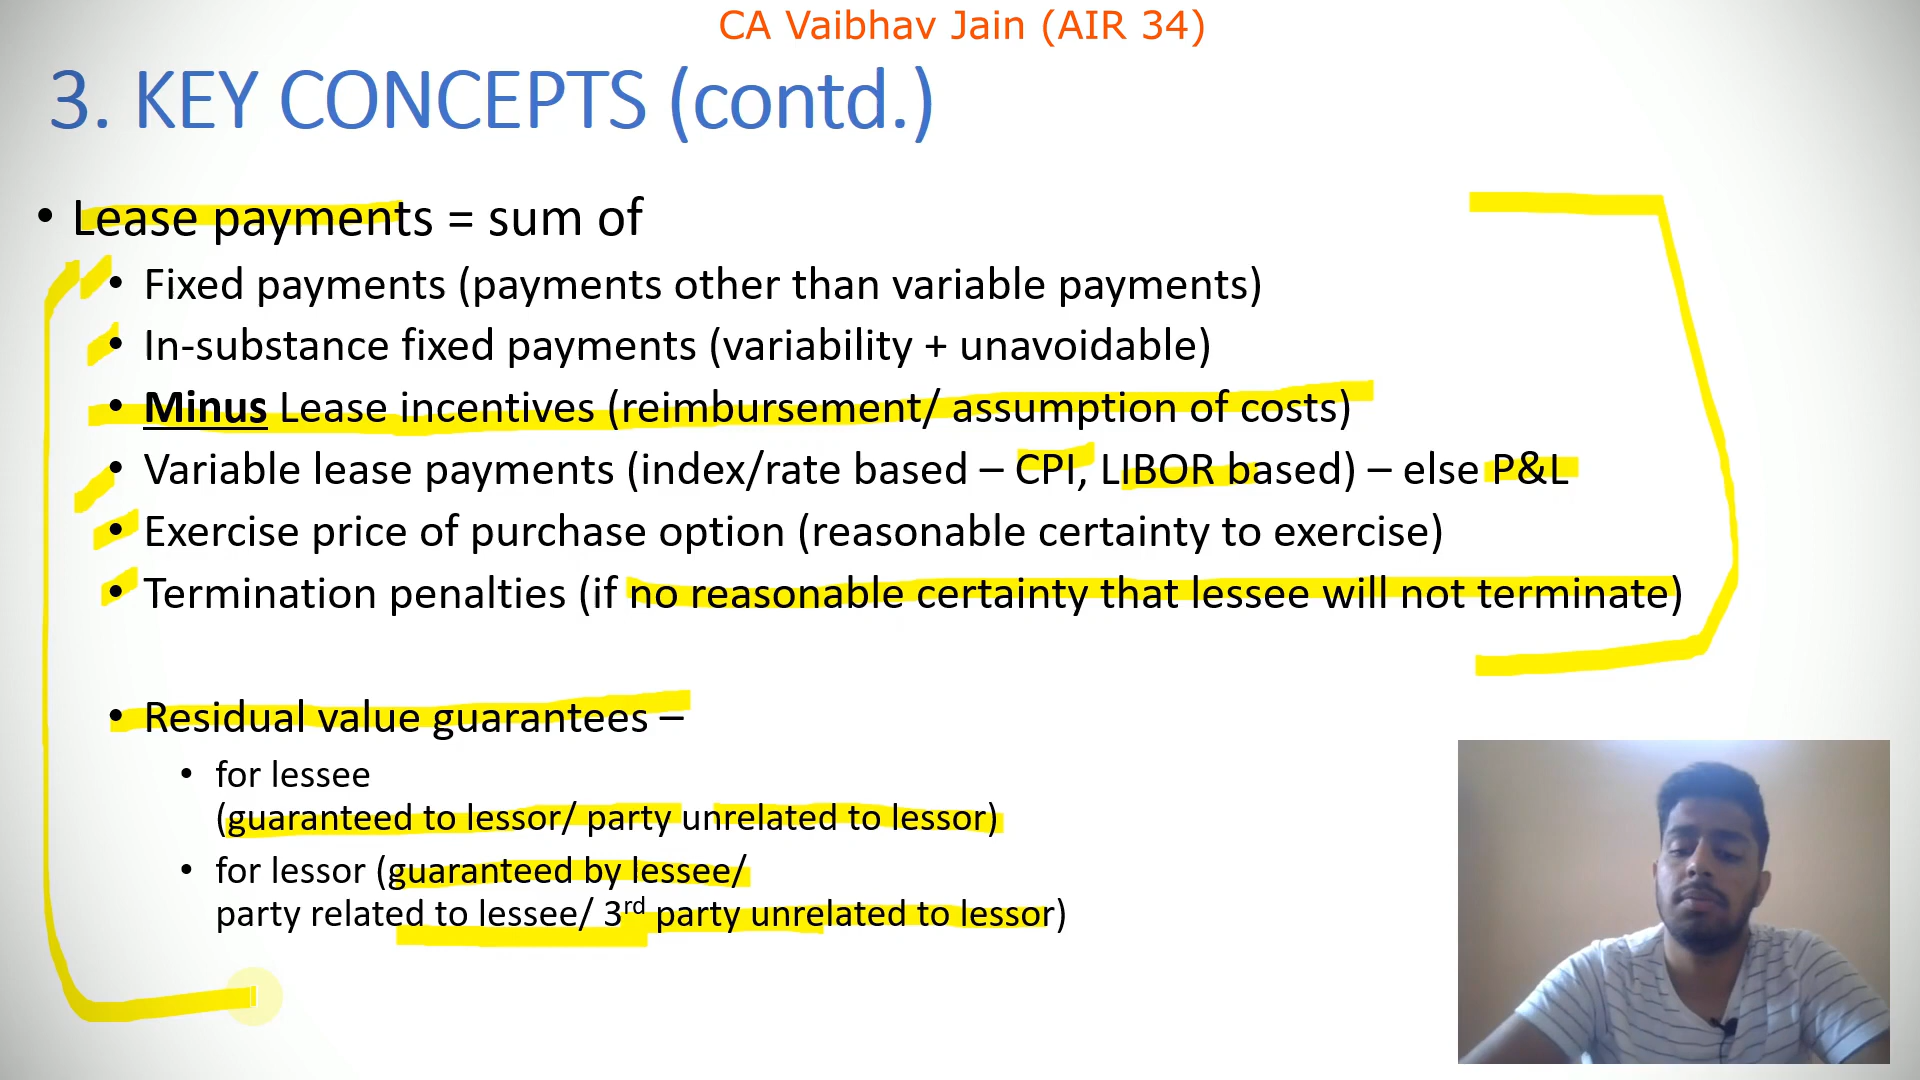 CA Vaibhav Jain (AIR 34)
3. KEY CONCEPTS (contd.)
• Lease payments = sum of
• Fixed payments (payments other than variable payments)
• In-substance fixed payments (variability + unavoidable)
• Minus Lease incentives (reimbursement/ assumption of costs)
• Variable lease payments (index/rate based – CPI, LIBOR based) – else P&L
• Exercise price of purchase option (reasonable certainty to exercise)
• Termination penalties (if no reasonable certainty that lessee will not terminate)
• Residual value guarantees –
• for lessee
(guaranteed to lessor/ party unrelated to lessor)
• for lessor (guaranteed by lessee/
party related to lessee/ 3rd party unrelated to lessor)